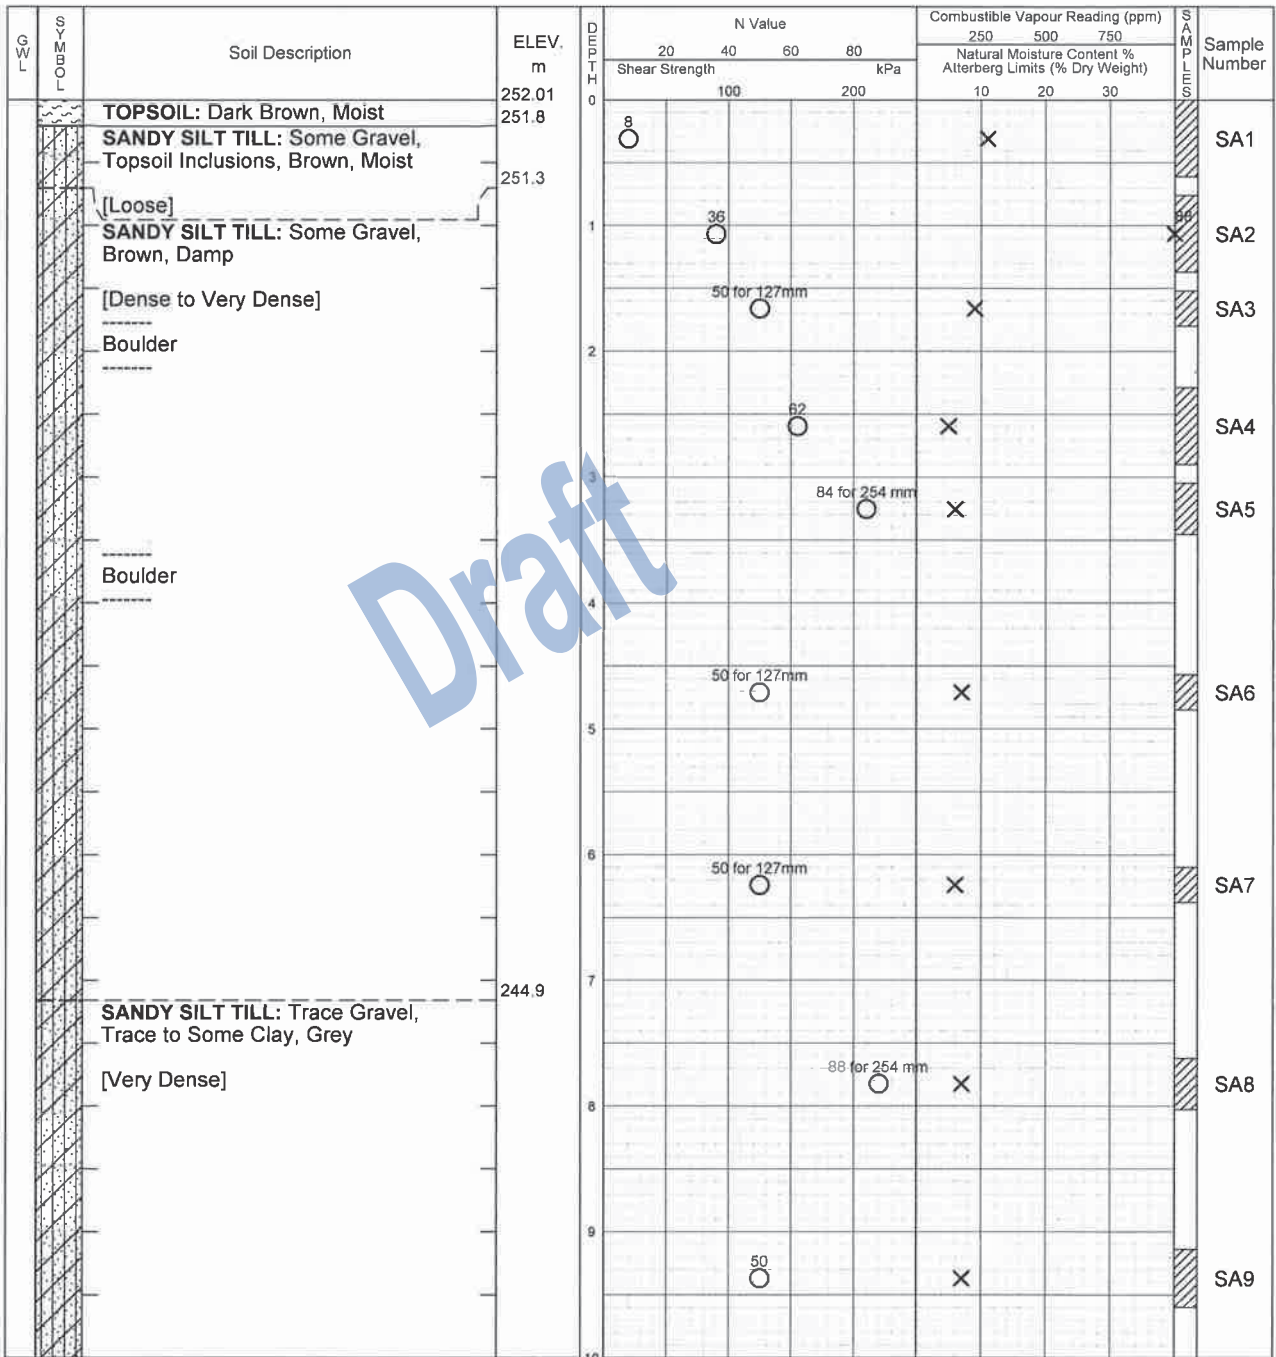 GWL
SYMBOL
Soil Description
ELEV.
m
DEPTH
N Value
20 40 60 80
Shear Strength kPa
100 200
Combustible Vapour Reading (ppm)
250 500 750
Natural Moisture Content %
Atterberg Limits (% Dry Weight)
10 20 30
SAMPLES
Sample
Number
252.01
0
TOPSOIL: Dark Brown, Moist
251.8
SANDY SILT TILL: Some Gravel,
Topsoil Inclusions, Brown, Moist
8
SA1
251.3
[Loose]
SANDY SILT TILL: Some Gravel,
Brown, Damp
36
1
SA2
[Dense to Very Dense]
50 for 127mm
SA3
Boulder
2
62
SA4
3
84 for 254 mm
SA5
Boulder
4
50 for 127mm
SA6
5
6
50 for 127mm
SA7
7
244.9
SANDY SILT TILL: Trace Gravel,
Trace to Some Clay, Grey
[Very Dense]
88 for 254 mm
SA8
8
9
50
SA9
10
Draft